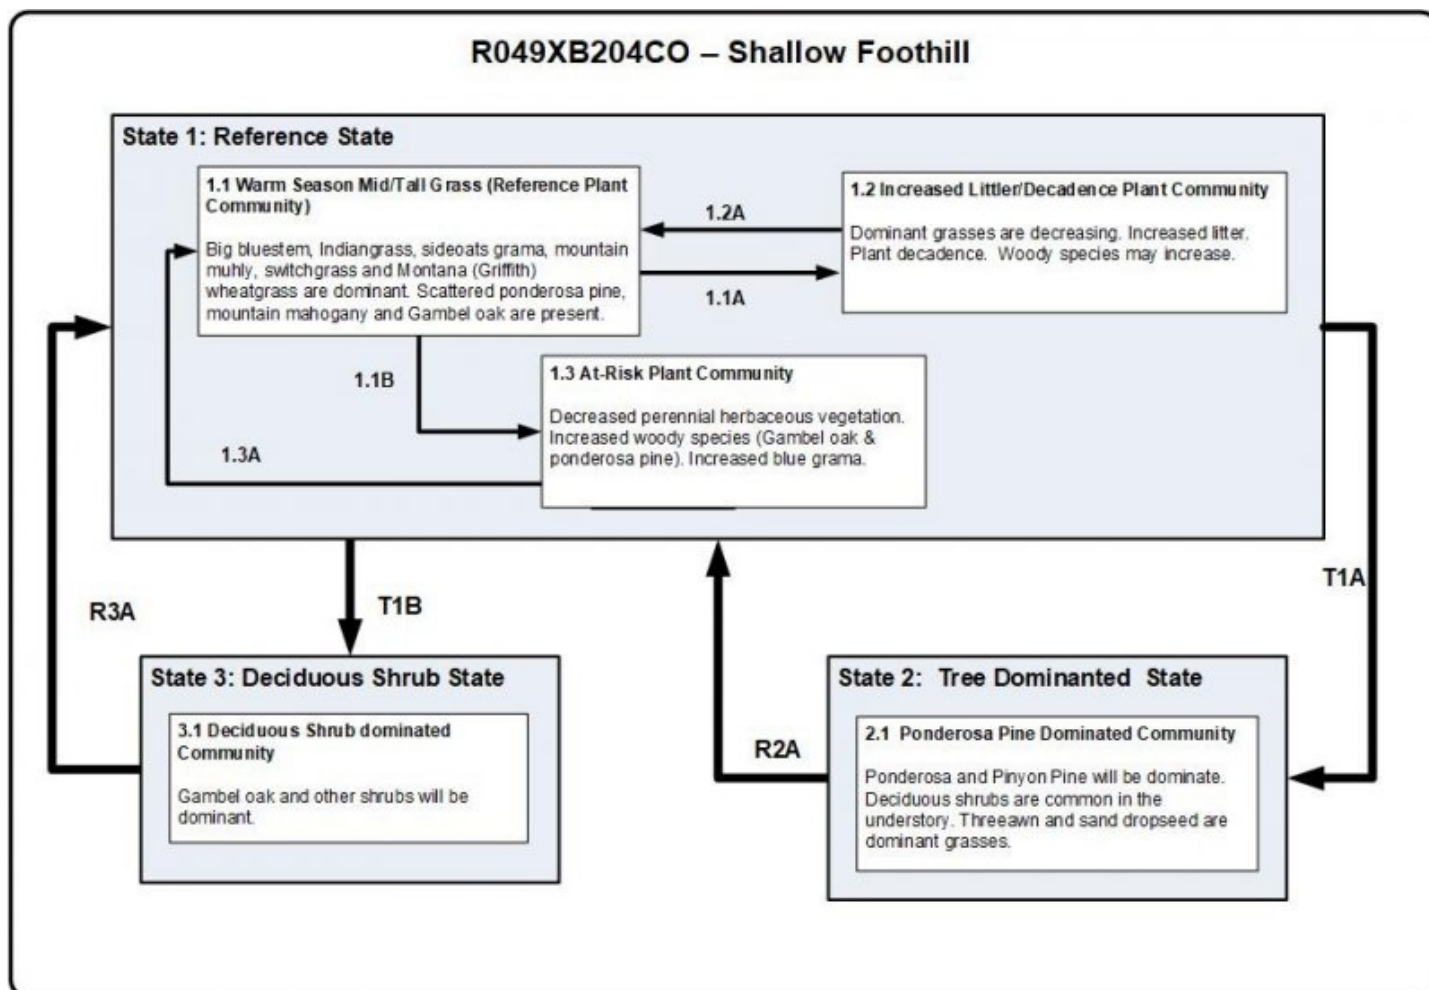 R049XB204CO – Shallow Foothill
State 1: Reference State
1.1 Warm Season Mid/Tall Grass (Reference Plant
Community)
Big bluestem, Indiangrass, sideoats grama, mountain
muhly, switchgrass and Montana (Griffith)
wheatgrass are dominant. Scattered ponderosa pine,
mountain mahogany and Gambel oak are present.
1.2A
1.1A
1.2 Increased Littler/Decadence Plant Community
Dominant grasses are decreasing. Increased litter.
Plant decadence. Woody species may increase.
1.1B
1.3A
1.3 At-Risk Plant Community
Decreased perennial herbaceous vegetation.
Increased woody species (Gambel oak &
ponderosa pine). Increased blue grama.
R3A
T1B
T1A
R2A
State 3: Deciduous Shrub State
3.1 Deciduous Shrub dominated
Community
Gambel oak and other shrubs will be
dominant.
State 2: Tree Dominanted State
2.1 Ponderosa Pine Dominated Community
Ponderosa and Pinyon Pine will be dominate.
Deciduous shrubs are common in the
understory. Threeawn and sand dropseed are
dominant grasses.